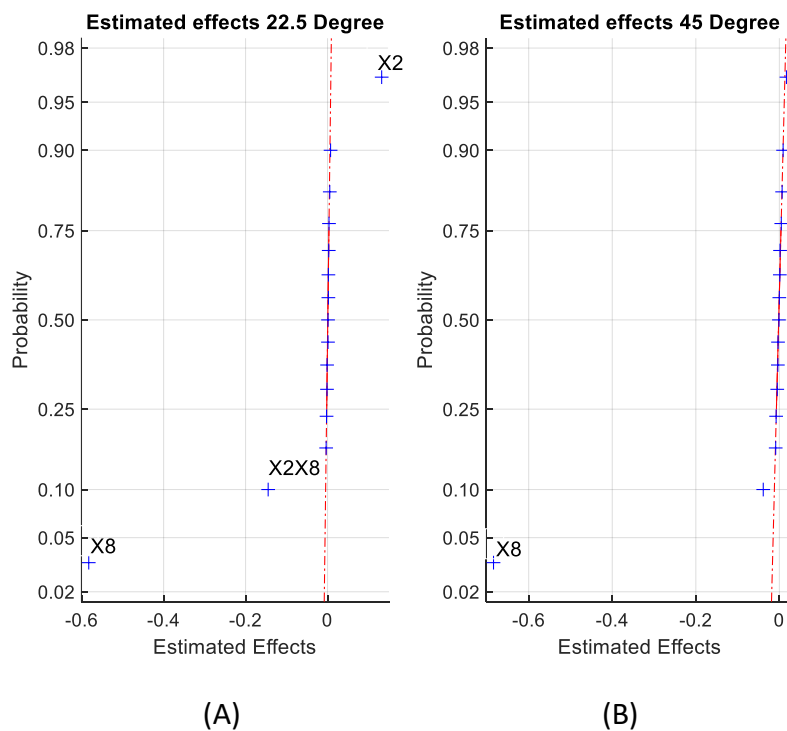 Estimated effects 22.5 Degree
0.98
X2
0.95
0.90
0.75
0.50
0.25
X2X8
0.10
0.05
X8
0.02
Probability
-0.6
-0.4
-0.2
0
Estimated Effects
(A)
Estimated effects 45 Degree
0.98
0.95
0.90
0.75
0.50
0.25
0.10
0.05
X8
0.02
Probability
-0.6
-0.4
-0.2
0
Estimated Effects
(B)